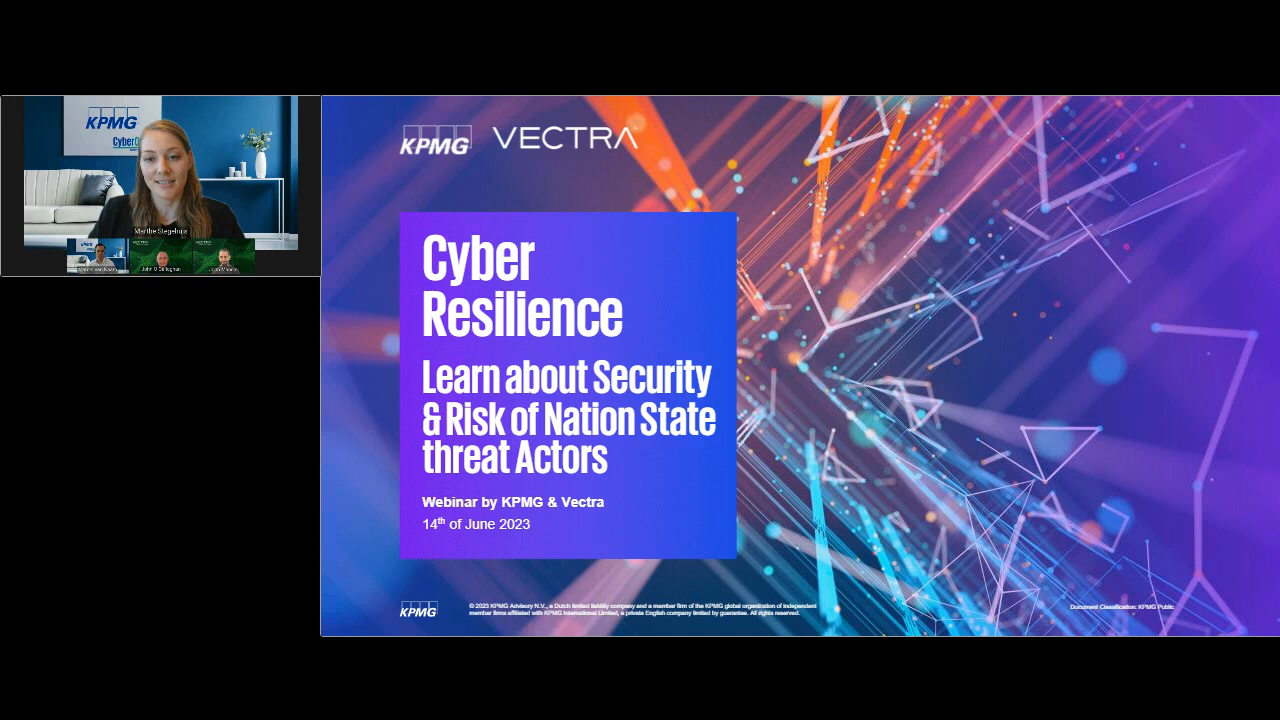 KPMG
Cyber
Marthe Stegehuis
John O Callaghan
KPMG VECTRA
Cyber
Resilience
Learn about Security
& Risk of Nation State
threat Actors
Webinar by KPMG & Vectra
14th of June 2023
KPMG
© 2023 KPMG Advisory N.V., a Dutch limited liability company and a member firm of the KPMG global organization of independent
member firms affiliated with KPMG International Limited, a private English company limited by guarantee. All rights reserved.
Document Classification: KPMG Public